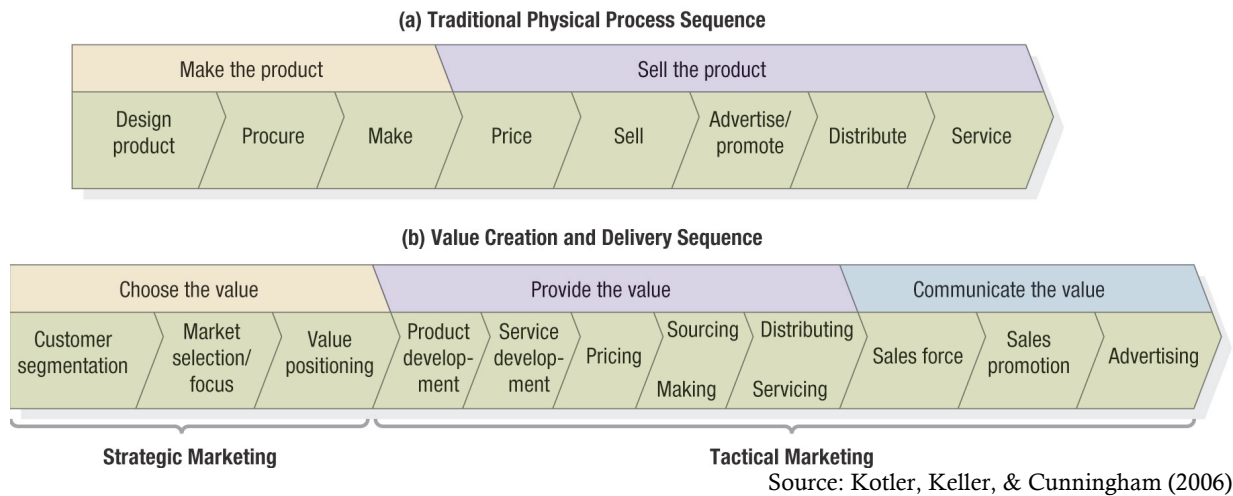 (a) Traditional Physical Process Sequence
Make the product
Sell the product
Design
product
Procure
Make
Price
Sell
Advertise/
promote
Distribute
Service
(b) Value Creation and Delivery Sequence
Choose the value
Provide the value
Communicate the value
Customer
segmentation
Market
selection/
focus
Value
positioning
Product
develop-
ment
Service
develop-
ment
Pricing
Sourcing
Making
Distributing
Servicing
Sales force
Sales
promotion
Advertising
Strategic Marketing
Tactical Marketing
Source: Kotler, Keller, & Cunningham (2006)